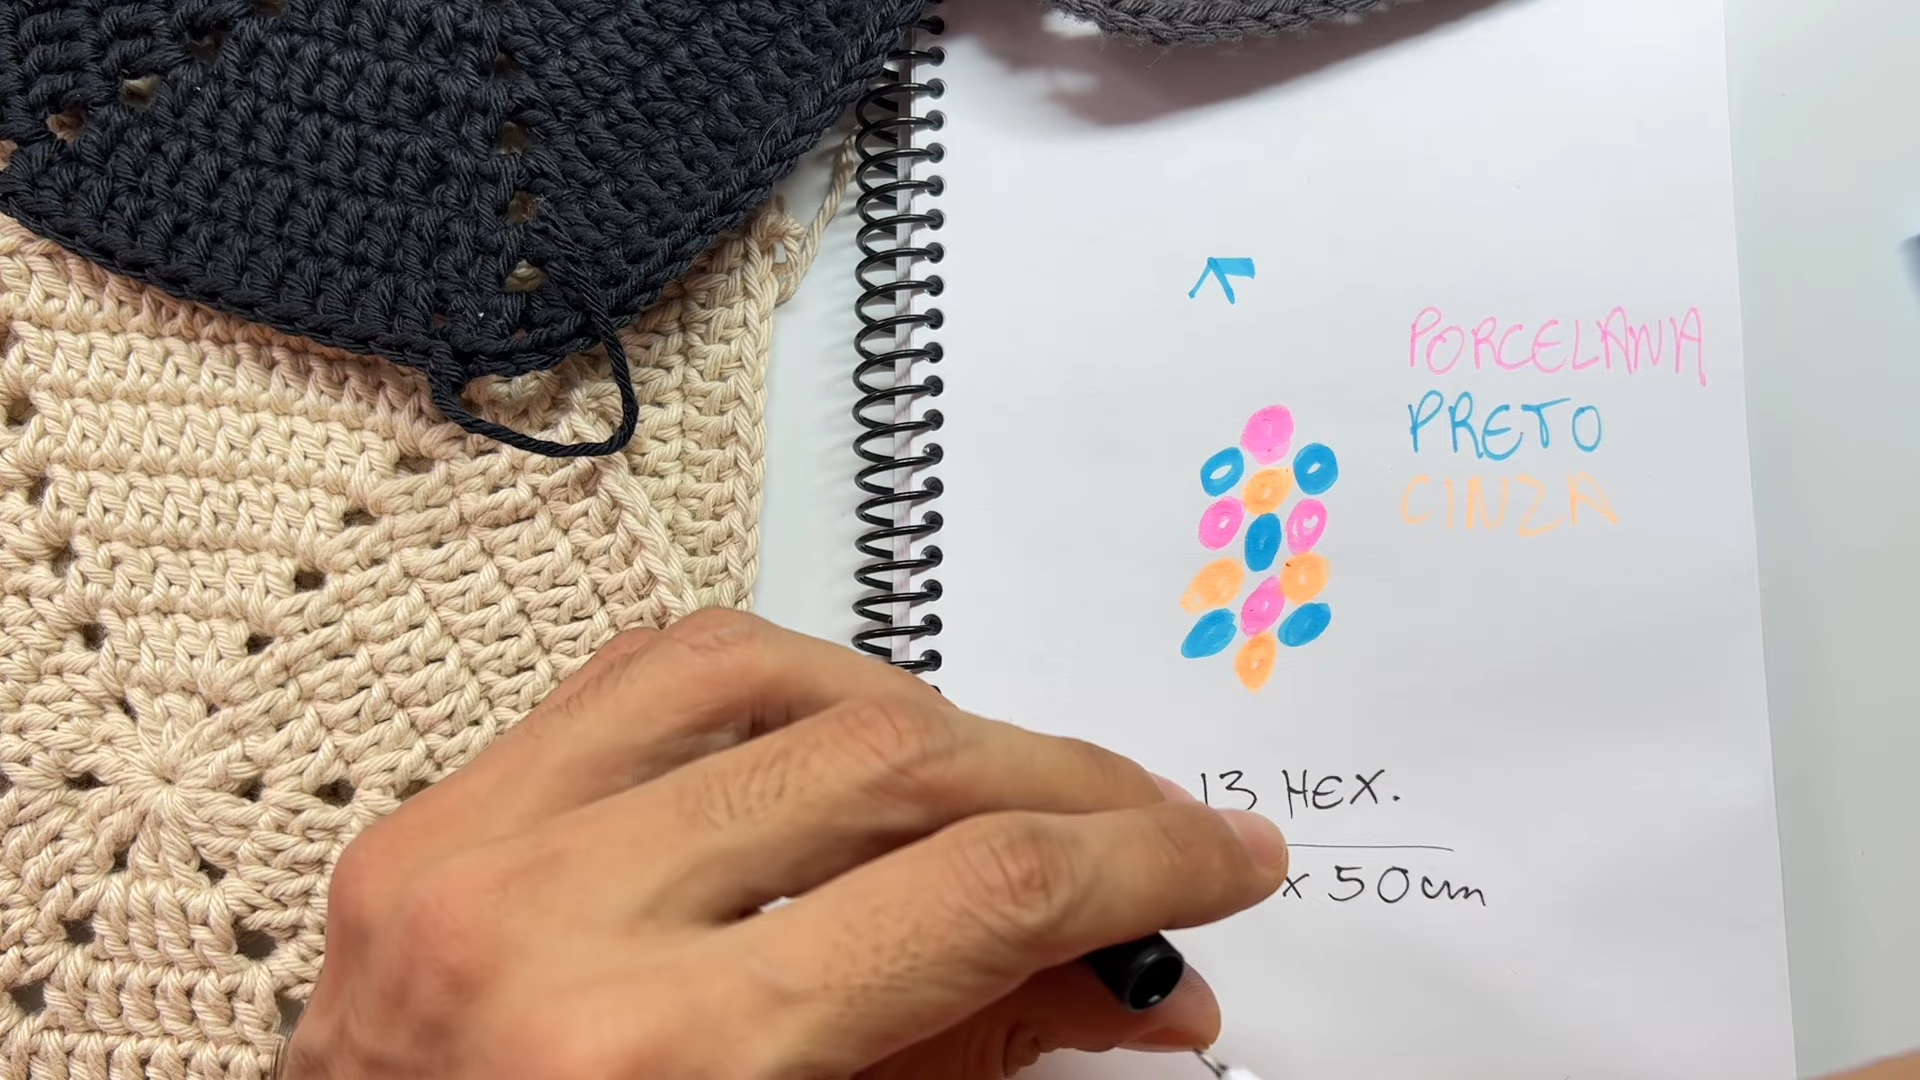 PORCELANA
PRETO
CINZA
13 HEX.
x 50cm